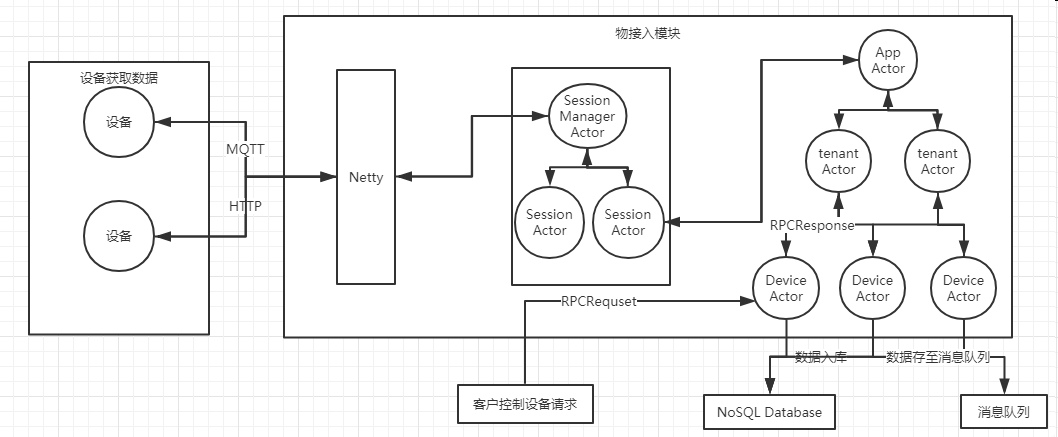 物接入模块
设备获取数据
设备
MQTT
HTTP
设备
Netty
Session
Manager
Actor
Session
Actor
Session
Actor
App
Actor
tenant
Actor
tenant
Actor
RPCResponse
Device
Actor
Device
Actor
Device
Actor
RPCRequset
数据入库
数据存至消息队列
客户控制设备请求
NoSQL Database
消息队列